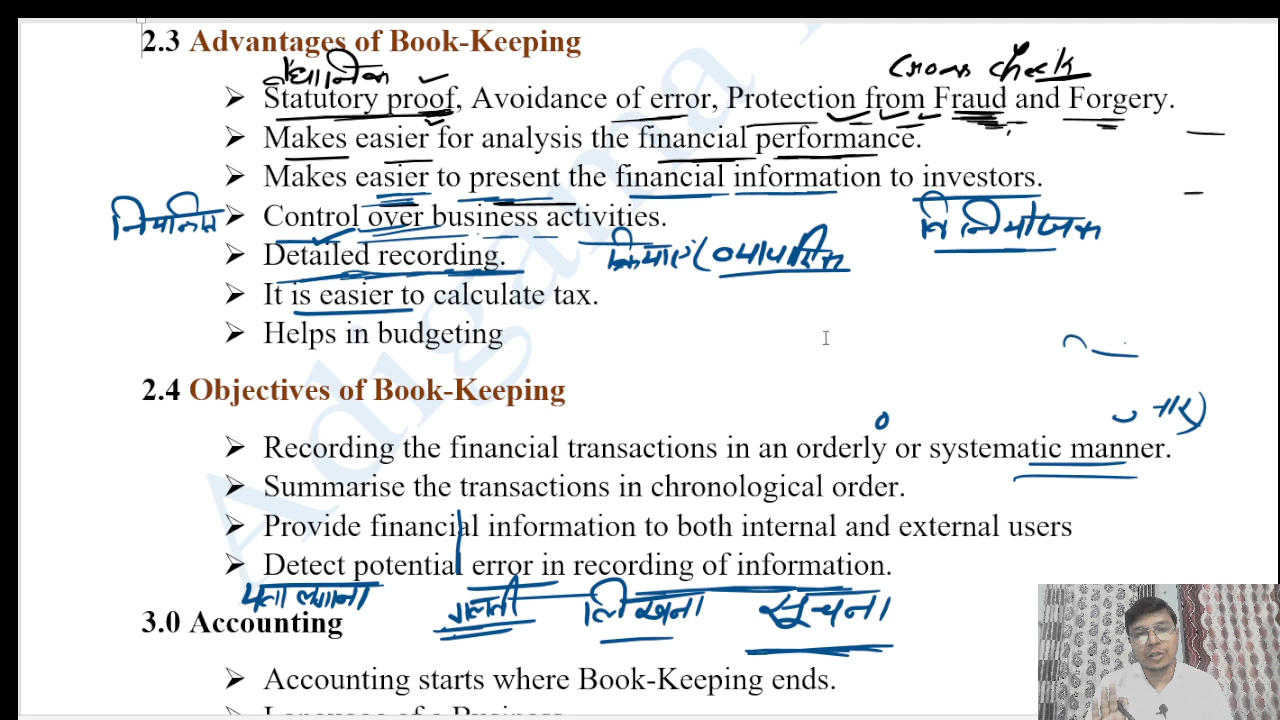 2.3 Advantages of Book-Keeping
Cross check
➢ Statutory proof, Avoidance of error, Protection from Fraud and Forgery.
➢ Makes easier for analysis the financial performance.
➢ Makes easier to present the financial information to investors.
नियंत्रित ➢ Control over business activities.
➢ Detailed recording.
➢ It is easier to calculate tax.
➢ Helps in budgeting
2.4 Objectives of Book-Keeping
➢ Recording the financial transactions in an orderly or systematic manner.
➢ Summarise the transactions in chronological order.
➢ Provide financial information to both internal and external users
➢ Detect potential error in recording of information.
पता लगाना गलती लिखना सूचना
3.0 Accounting
➢ Accounting starts where Book-Keeping ends.